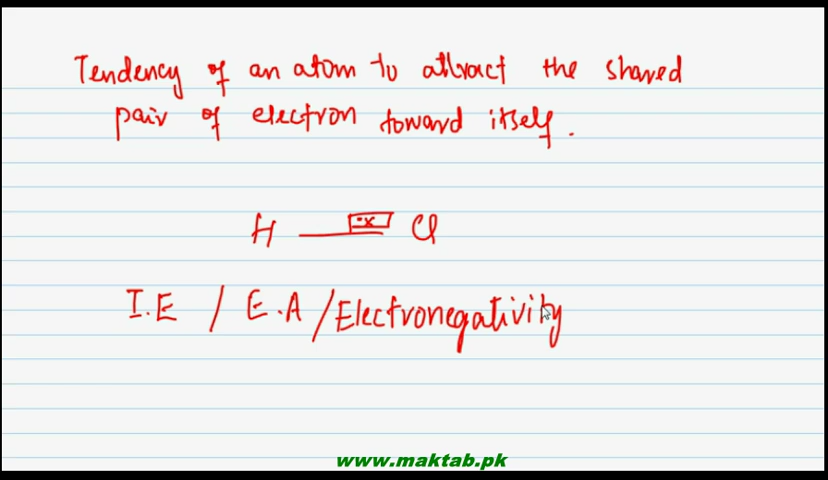 Tendency of an atom to attract the shared
pair of electron toward itself.
H ·x Cl
I.E / E.A / Electronegativity
www.maktab.pk